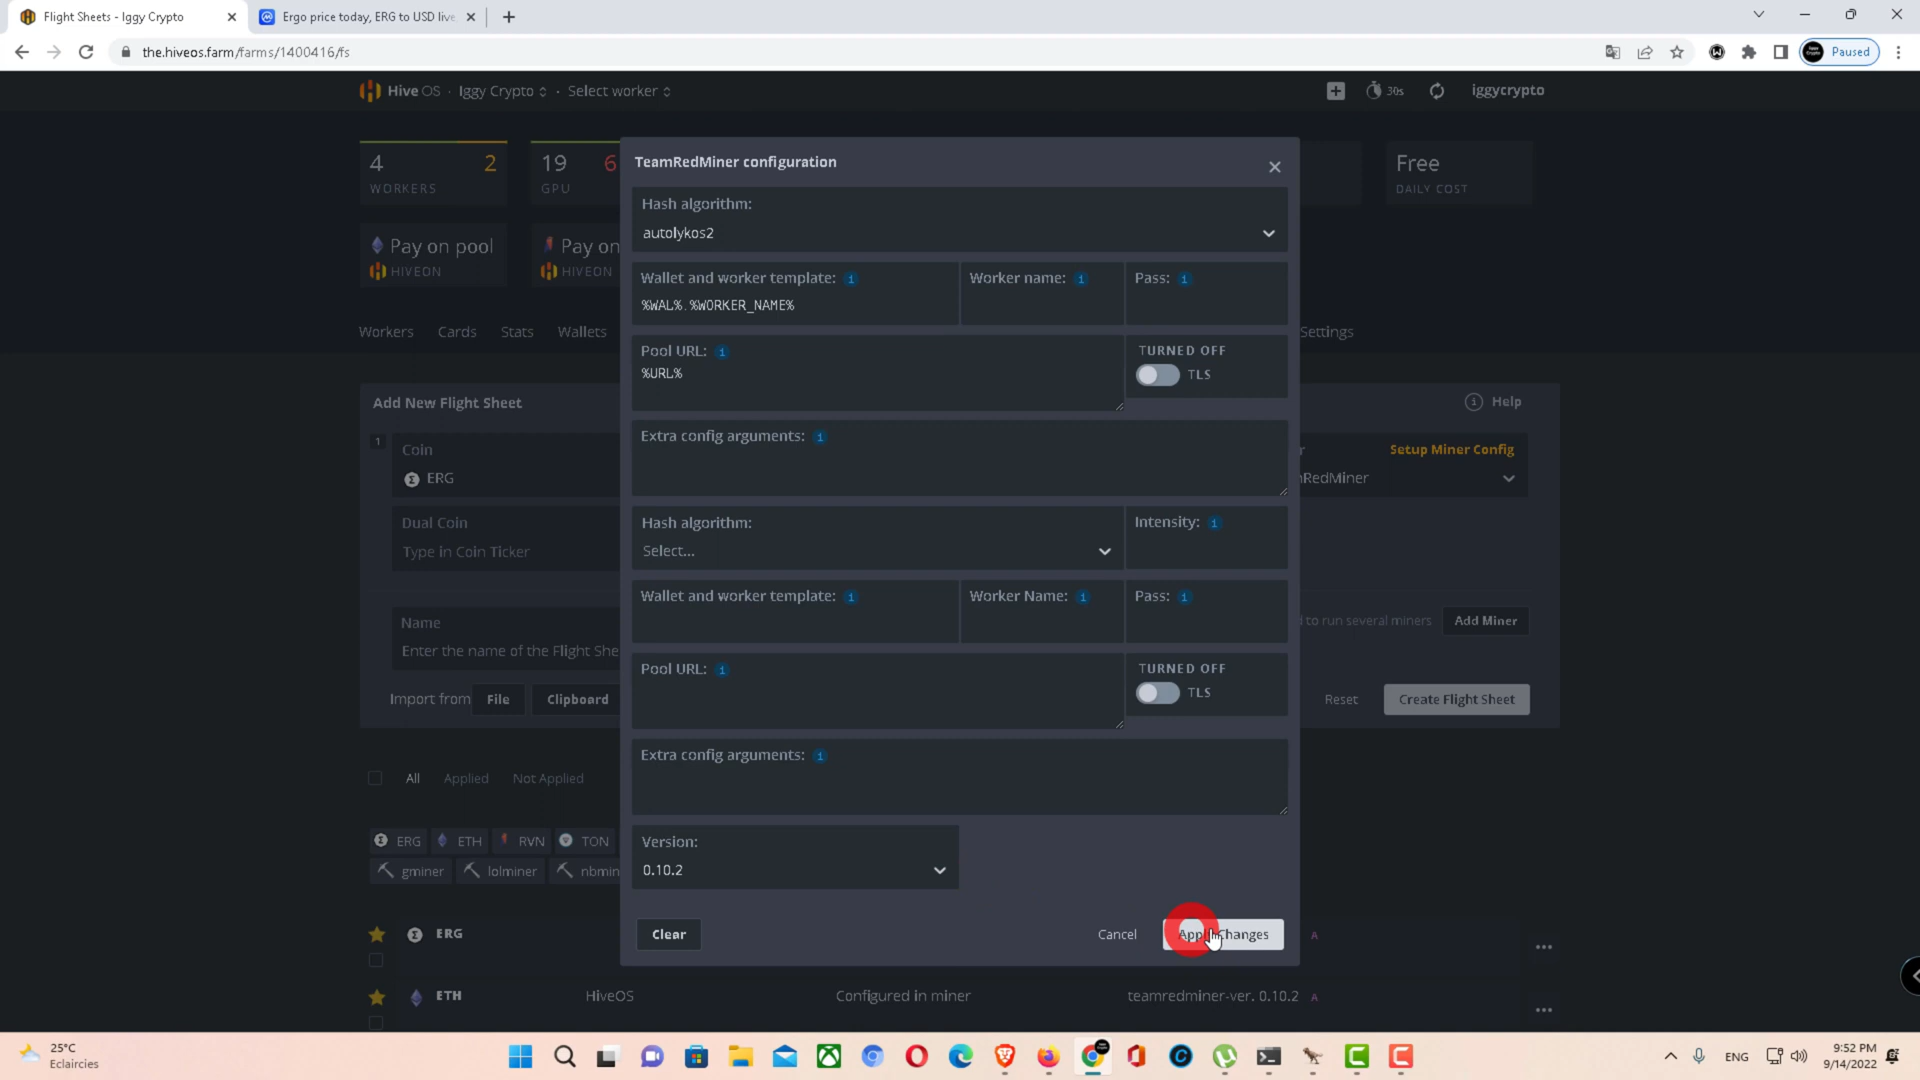 Flight Sheets - Iggy Crypto
Ergo price today, ERG to USD live
the.hiveos.farm/farms/1400416/fs
Paused
Hive OS · Iggy Crypto · Select worker
30s
iggycrypto
4 2
WORKERS
19 6
GPU
Free
DAILY COST
Pay on pool
HIVEON
Pay on
HIVEON
Workers Cards Stats Wallets
Settings
Add New Flight Sheet
Help
1
Coin
ERG
Setup Miner Config
RedMiner
Dual Coin
Type in Coin Ticker
Name
Enter the name of the Flight She
to run several miners
Add Miner
Import from File Clipboard
Reset
Create Flight Sheet
All Applied Not Applied
ERG ETH RVN TON
gminer lolminer nbmin
ERG
A
ETH HiveOS Configured in miner teamredminer-ver. 0.10.2 A
TeamRedMiner configuration
Hash algorithm:
autolykos2
Wallet and worker template:
%WAL%.%WORKER_NAME%
Worker name:
Pass:
Pool URL:
%URL%
TURNED OFF
TLS
Extra config arguments:
Hash algorithm:
Select...
Intensity:
Wallet and worker template:
Worker Name:
Pass:
Pool URL:
TURNED OFF
TLS
Extra config arguments:
Version:
0.10.2
Clear
Cancel
Apply Changes
25°C
Eclaircies
ENG
9:52 PM
9/14/2022